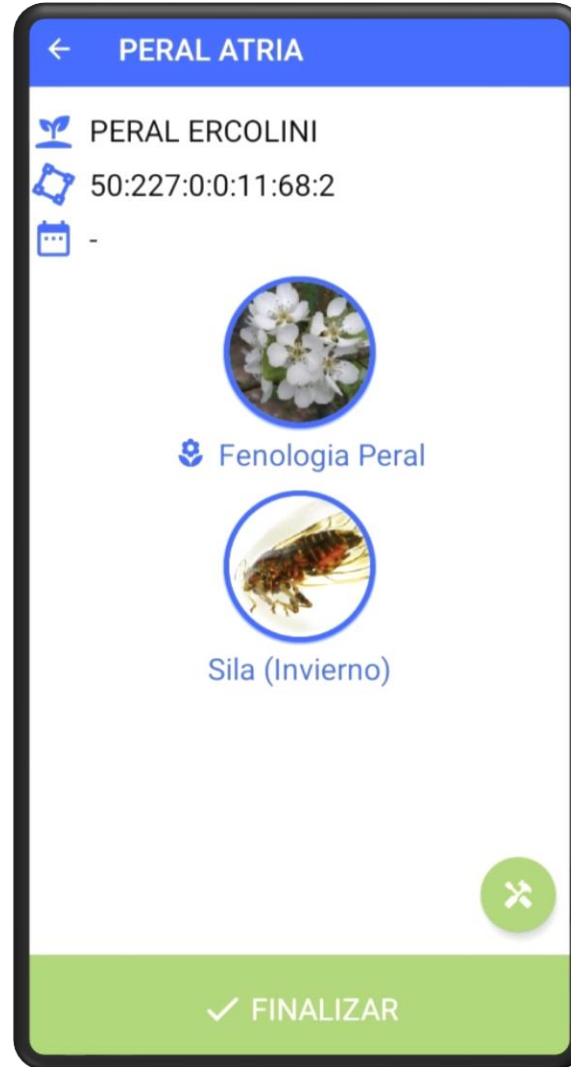 PERAL ATRIA
PERAL ERCOLINI
50:227:0:0:11:68:2
-
Fenologia Peral
Sila (Invierno)
FINALIZAR